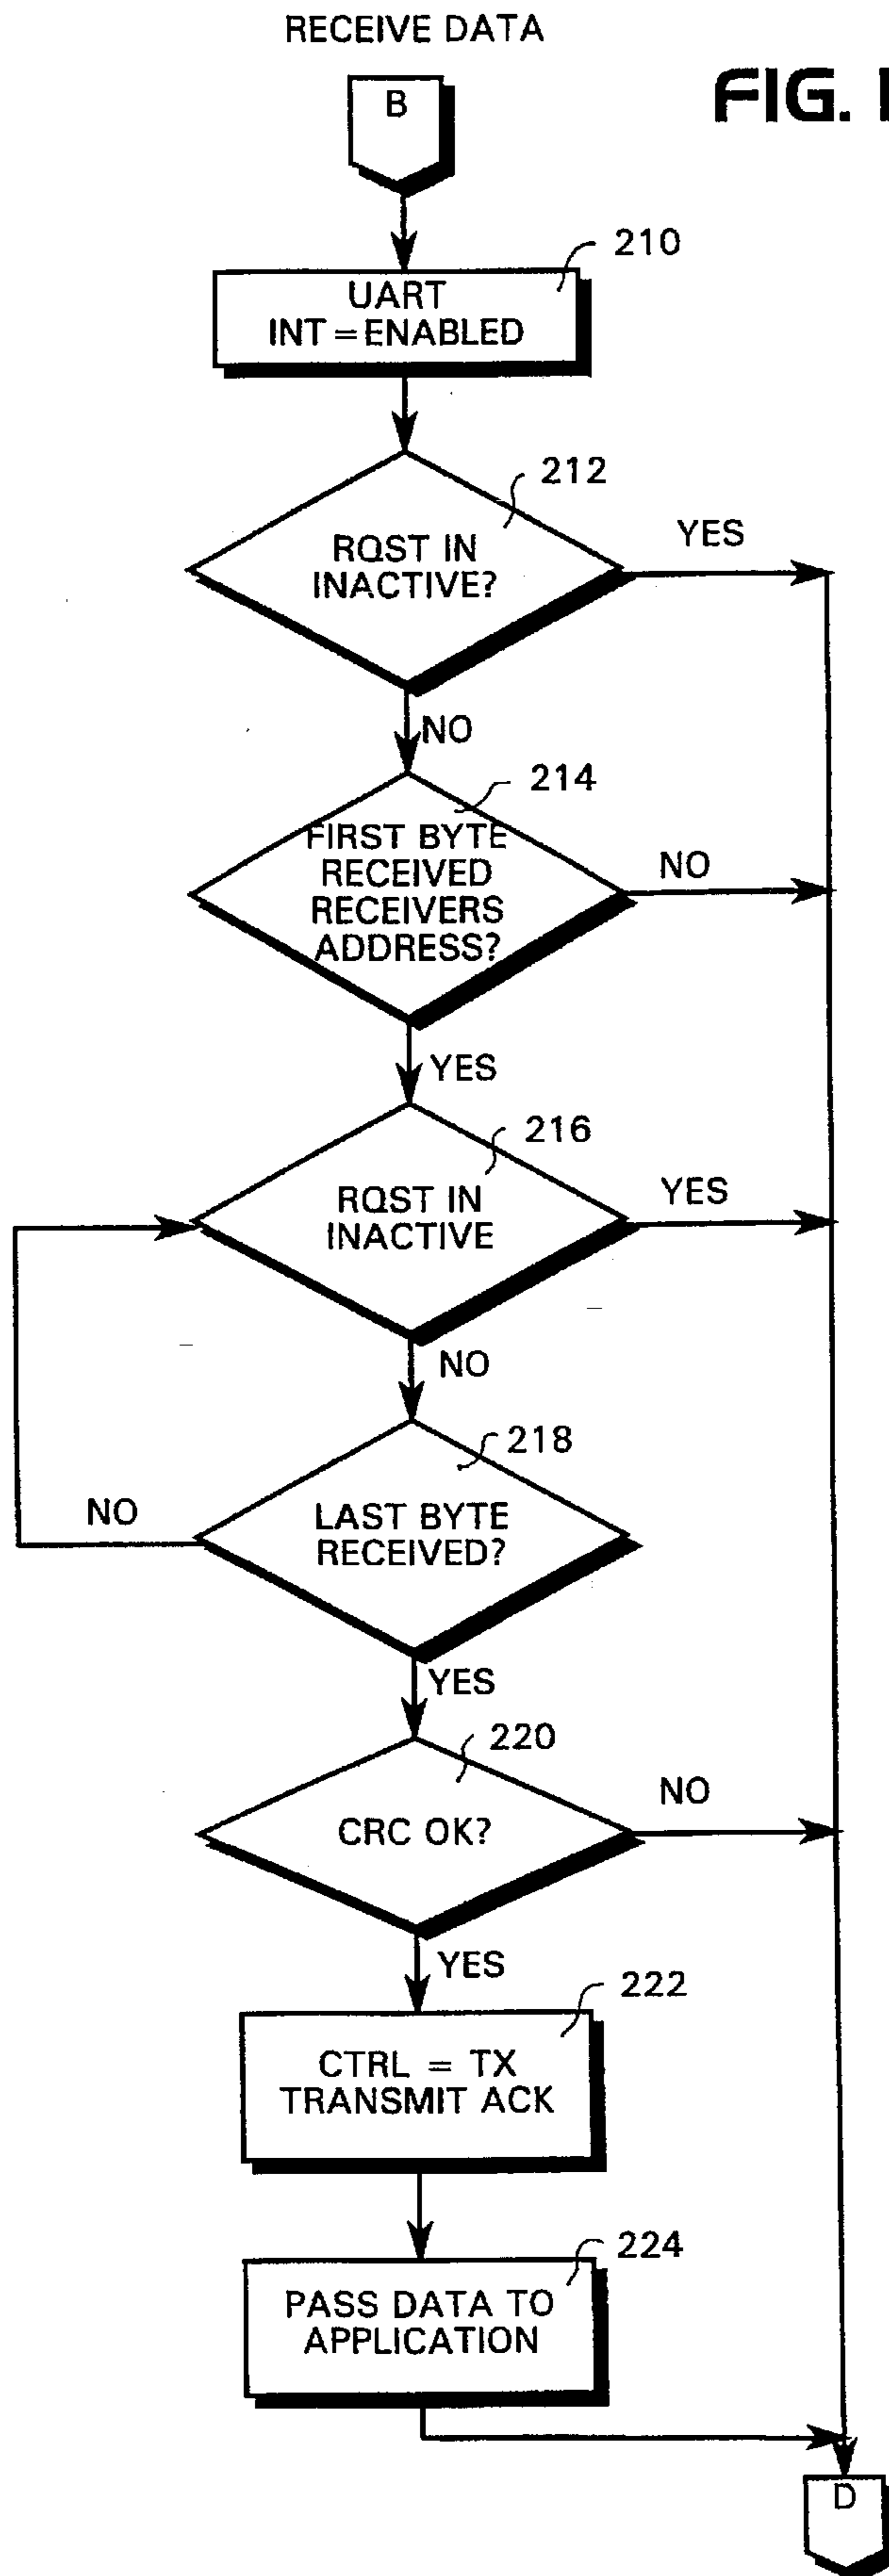 RECEIVE DATA
FIG.
B
210
UART
INT = ENABLED
212
RQST IN
INACTIVE?
YES
NO
214
FIRST BYTE
RECEIVED
RECEIVERS
ADDRESS?
NO
YES
216
RQST IN
INACTIVE
YES
NO
218
LAST BYTE
RECEIVED?
NO
YES
220
CRC OK?
NO
YES
222
CTRL = TX
TRANSMIT ACK
224
PASS DATA TO
APPLICATION
D